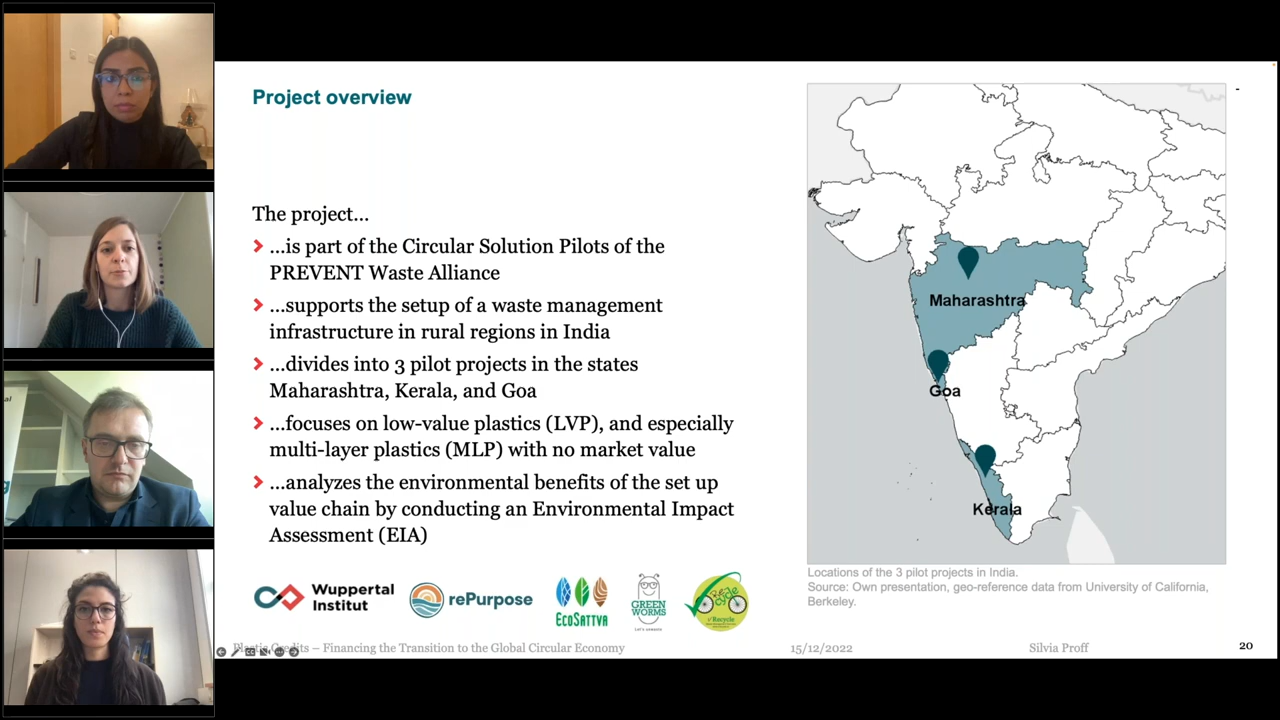 Project overview
The project...
...is part of the Circular Solution Pilots of the
PREVENT Waste Alliance
...supports the setup of a waste management
infrastructure in rural regions in India
...divides into 3 pilot projects in the states
Maharashtra, Kerala, and Goa
...focuses on low-value plastics (LVP), and especially
multi-layer plastics (MLP) with no market value
...analyzes the environmental benefits of the set up
value chain by conducting an Environmental Impact
Assessment (EIA)
Maharashtra
Goa
Kerala
Locations of the 3 pilot projects in India.
Source: Own presentation, geo-reference data from University of California,
Berkeley.
Wuppertal
Institut
rePurpose
ECOSATTVA
GREEN
WORMS
Let's unwaste
Recycle
vRecycle
Plastic Credits – Financing the Transition to the Global Circular Economy
15/12/2022
Silvia Proff
20